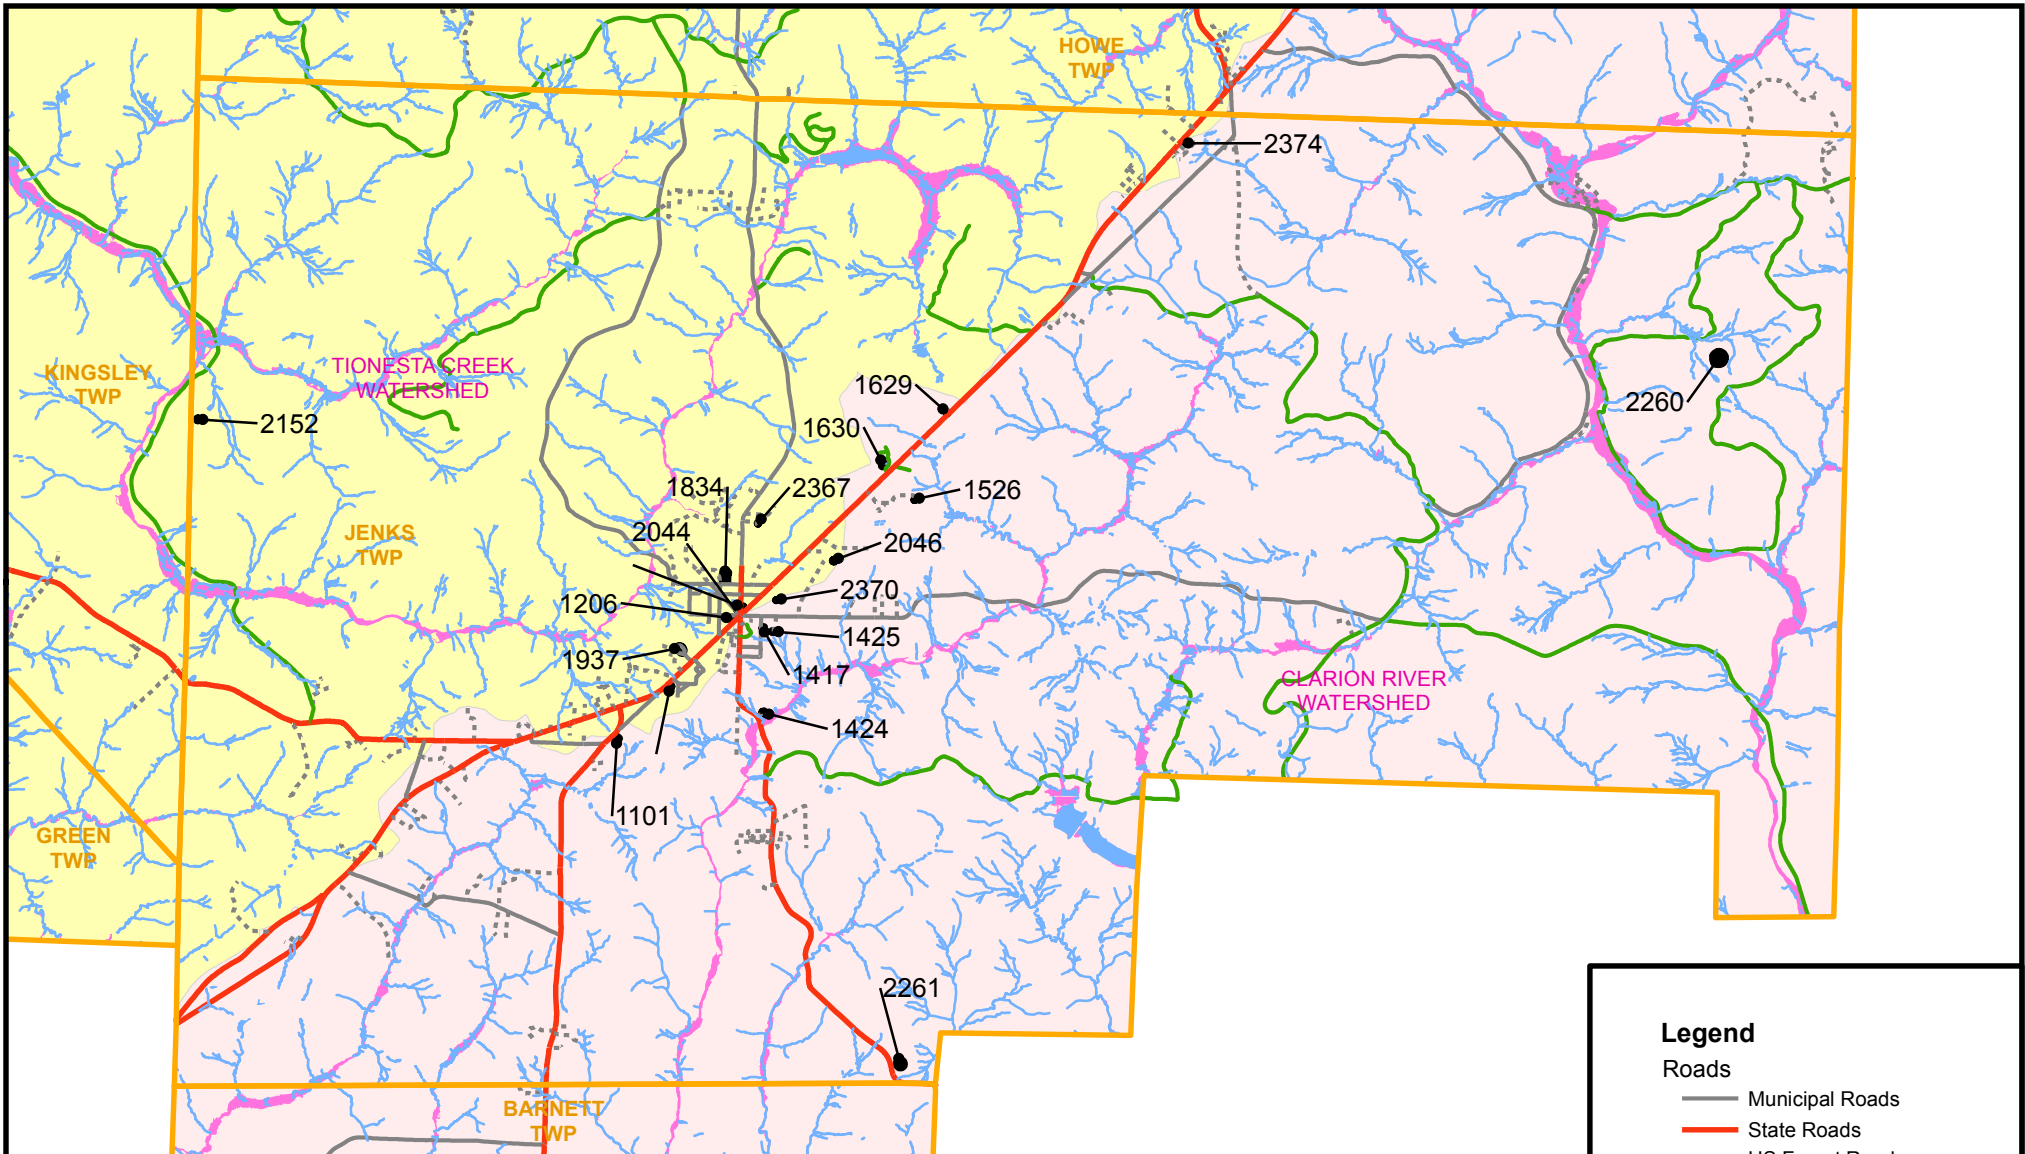 HOWE
TWP
2374
KINGSLEY
TWP
TIONESTA CREEK
WATERSHED
2152
1629
1630
2260
1834
2367
1526
JENKS
TWP
2044
2046
2370
1206
1425
1937
1417
CLARION RIVER
WATERSHED
1424
1101
GREEN
TWP
2261
BARNETT
TWP
Legend
Roads
Municipal Roads
State Roads